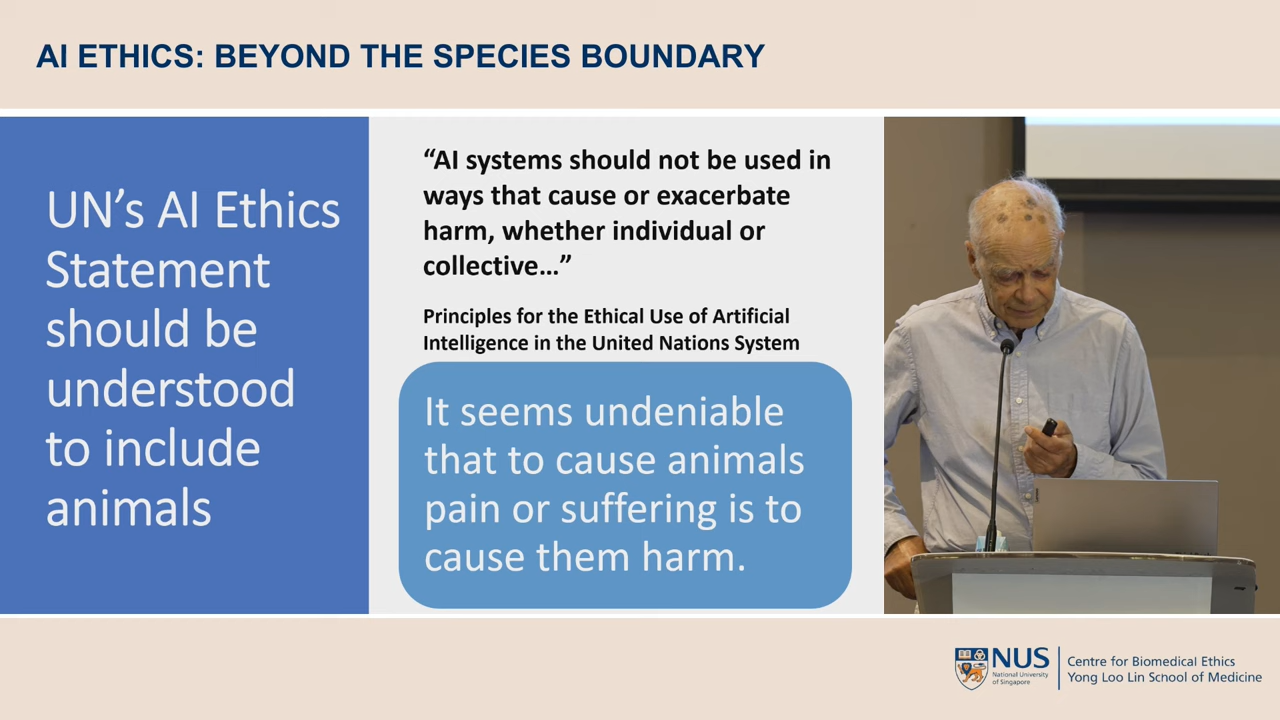 AI ETHICS: BEYOND THE SPECIES BOUNDARY
UN’s AI Ethics
Statement
should be
understood
to include
animals
“AI systems should not be used in
ways that cause or exacerbate
harm, whether individual or
collective…”
Principles for the Ethical Use of Artificial
Intelligence in the United Nations System
It seems undeniable
that to cause animals
pain or suffering is to
cause them harm.
NUS
National University
of Singapore
Centre for Biomedical Ethics
Yong Loo Lin School of Medicine